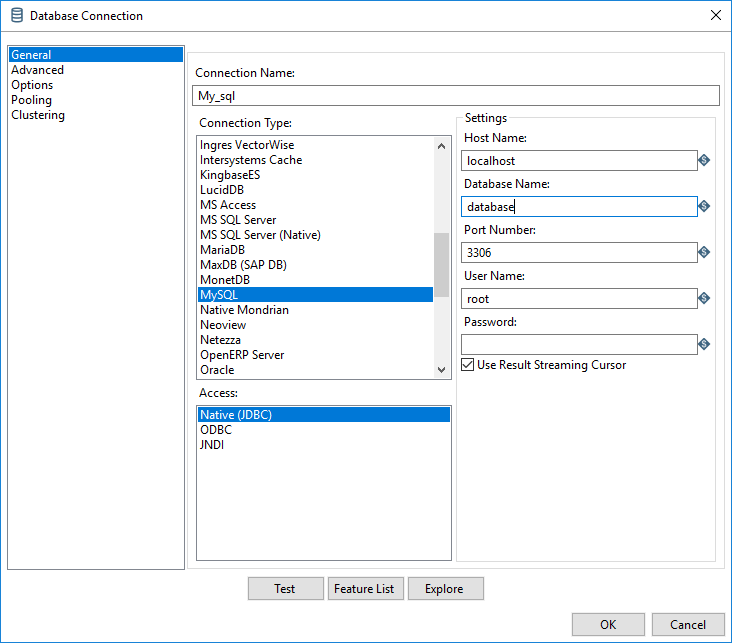 Database Connection
General
Advanced
Options
Pooling
Clustering
Connection Name:
My_sql
Connection Type:
Ingres VectorWise
Intersystems Cache
KingbaseES
LucidDB
MS Access
MS SQL Server
MS SQL Server (Native)
MariaDB
MaxDB (SAP DB)
MonetDB
MySQL
Native Mondrian
Neoview
Netezza
OpenERP Server
Oracle
Access:
Native (JDBC)
ODBC
JNDI
Settings
Host Name:
localhost
Database Name:
database
Port Number:
3306
User Name:
root
Password:
Use Result Streaming Cursor
Test
Feature List
Explore
OK
Cancel